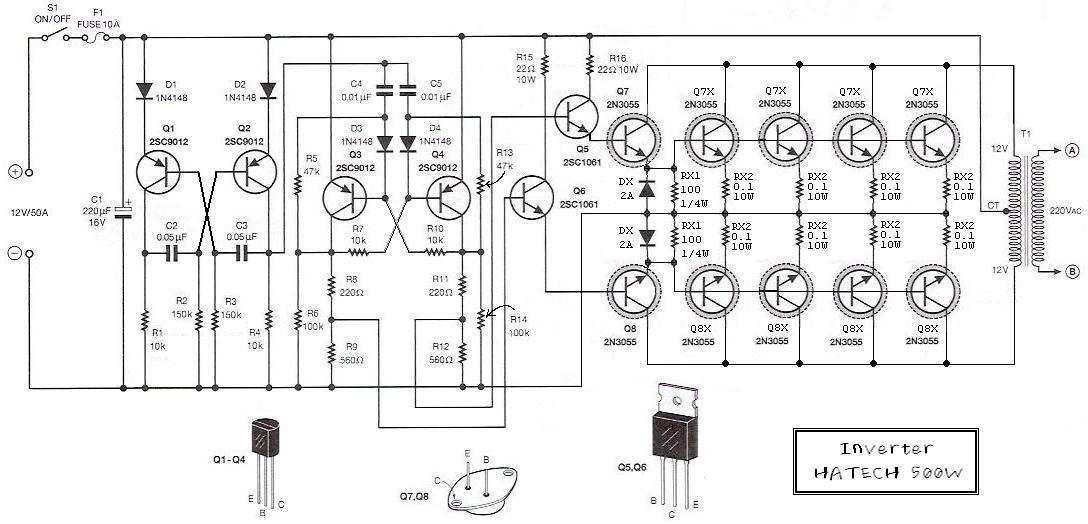 S1
ON/OFF
F1
FUSE 10A
D1
1N4148
D2
1N4148
Q1
2SC9012
Q2
2SC9012
12V/50A
C1
220µF
16V
C2
0.05µF
C3
0.05µF
R1
10k
R2
150k
R3
150k
R4
10k
C4
0.01µF
C5
0.01µF
D3
1N4148
Q3
2SC9012
D4
1N4148
Q4
2SC9012
R5
47k
R13
47k
R7
10k
R10
10k
R8
220Ω
R11
220Ω
R6
100k
R14
100k
R9
560Ω
R12
560Ω
R15
22Ω
10W
R16
22Ω 10W
Q5
2SC1061
Q6
2SC1061
Q7
2N3055
Q7X
2N3055
Q7X
2N3055
Q7X
2N3055
Q7X
2N3055
DX
2A
RX1
100
1/4W
RX2
0.1
10W
RX2
0.1
10W
RX2
0.1
10W
RX2
0.1
10W
DX
2A
RX1
100
1/4W
RX2
0.1
10W
RX2
0.1
10W
RX2
0.1
10W
RX2
0.1
10W
Q8
2N3055
Q8X
2N3055
Q8X
2N3055
Q8X
2N3055
Q8X
2N3055
T1
12V
CT
12V
220VAC
A
B
Q1-Q4
E
B
C
Q7,Q8
E
B
C
Q5,Q6
B
C
E
Inverter
HATECH 500W